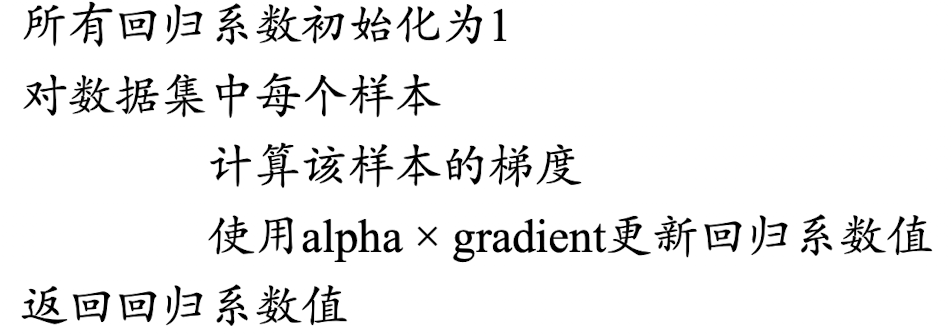 所有回归系数初始化为1
对数据集中每个样本
计算该样本的梯度
使用alpha × gradient更新回归系数值
返回回归系数值